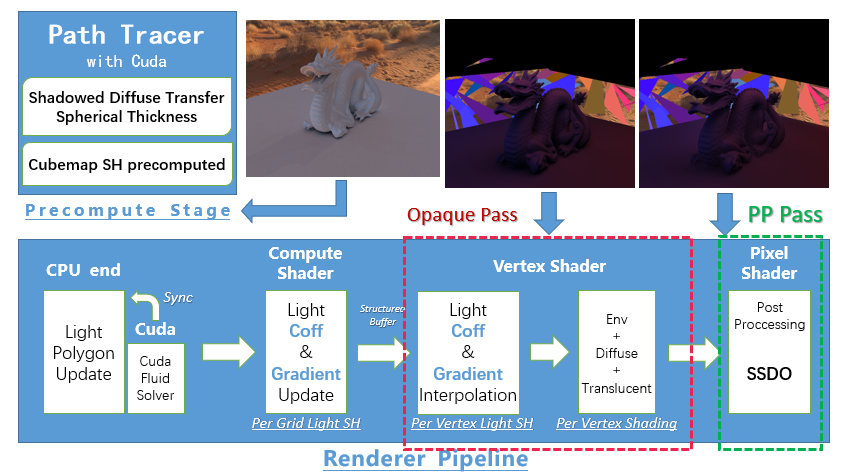 Path Tracer
with Cuda
Shadowed Diffuse Transfer
Spherical Thickness
Cubemap SH precomputed
Precompute Stage
Opaque Pass
PP Pass
CPU end
Light
Polygon
Update
Sync
Cuda
Cuda
Fluid
Solver
Compute
Shader
Light
Coff
&
Gradient
Update
Per Grid Light SH
Structured
Buffer
Vertex Shader
Light
Coff
&
Gradient
Interpolation
Per Vertex Light SH
Env
+
Diffuse
+
Translucent
Per Vertex Shading
Pixel
Shader
Post
Proccessing
SSDO
Renderer Pipeline